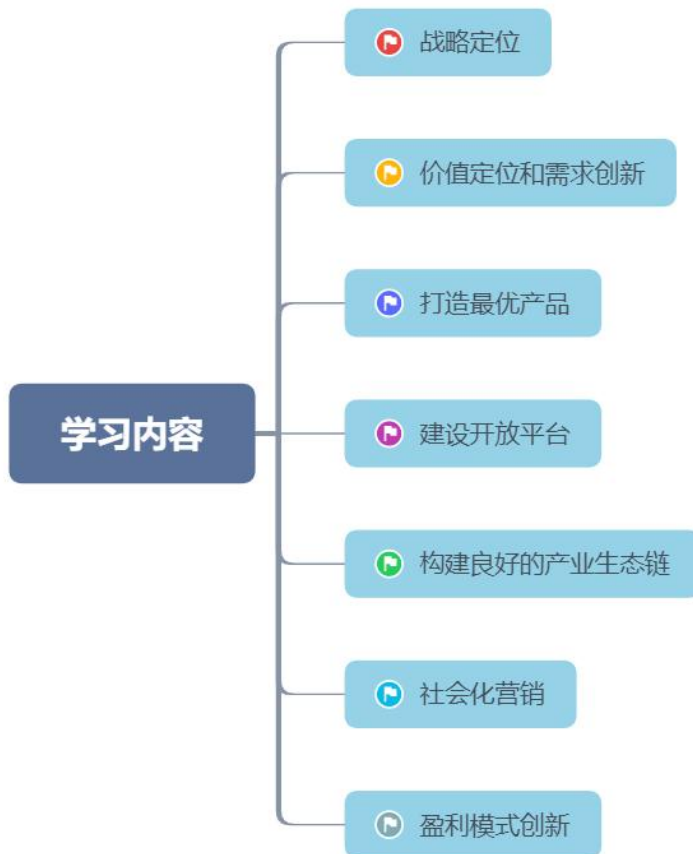 战略定位
价值定位和需求创新
打造最优产品
学习内容
建设开放平台
构建良好的产业生态链
社会化营销
盈利模式创新